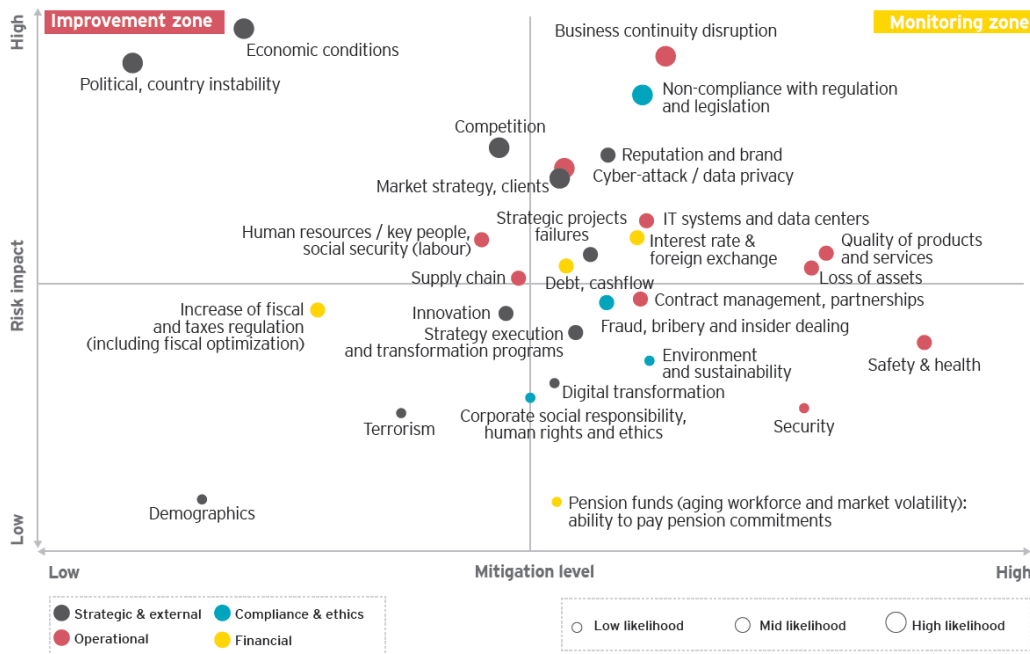 Improvement zone
Monitoring zone
High
Economic conditions
Political, country instability
Business continuity disruption
Non-compliance with regulation
and legislation
Competition
Reputation and brand
Cyber-attack / data privacy
Market strategy, clients
Strategic projects
failures
IT systems and data centers
Human resources / key people,
social security (labour)
Interest rate &
foreign exchange
Quality of products
and services
Loss of assets
Supply chain
Debt, cashflow
Risk impact
Increase of fiscal
and taxes regulation
(including fiscal optimization)
Innovation
Contract management, partnerships
Strategy execution
and transformation programs
Fraud, bribery and insider dealing
Environment
and sustainability
Safety & health
Digital transformation
Corporate social responsibility,
human rights and ethics
Terrorism
Security
Demographics
Pension funds (aging workforce and market volatility):
ability to pay pension commitments
Low
Low
Mitigation level
High
Strategic & external
Compliance & ethics
Operational
Financial
Low likelihood
Mid likelihood
High likelihood